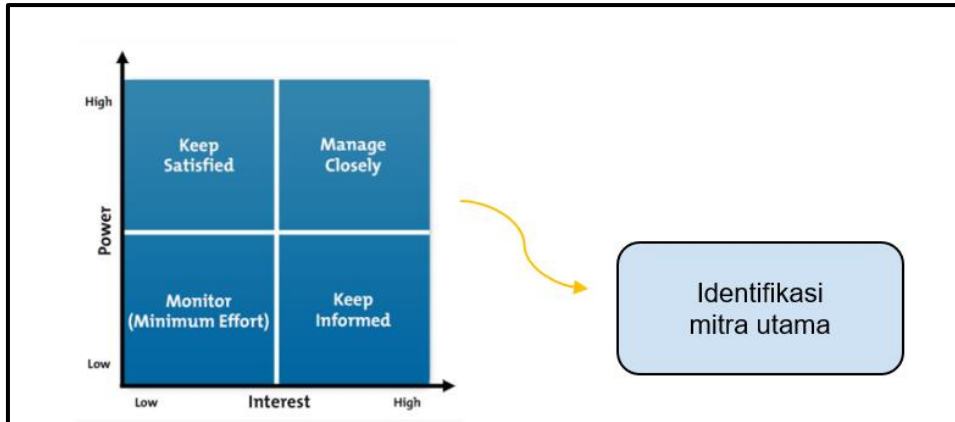 High
Keep
Satisfied
Manage
Closely
Power
Monitor
(Minimum Effort)
Keep
Informed
Low
Low
Interest
High
Identifikasi
mitra utama